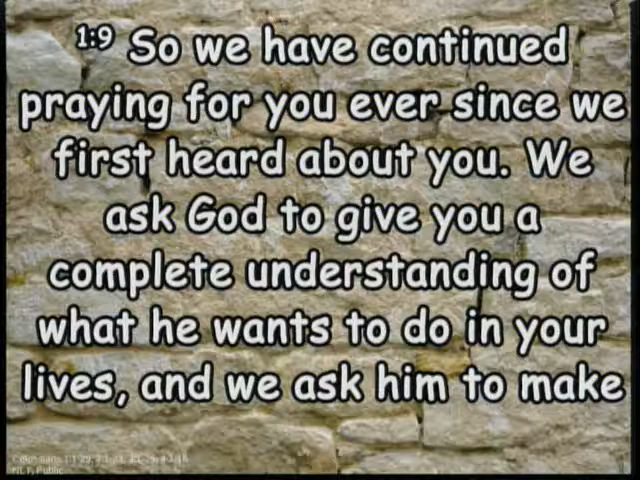 1:9 So we have continued
praying for you ever since we
first heard about you. We
ask God to give you a
complete understanding of
what he wants to do in your
lives, and we ask him to make
NLT, Public